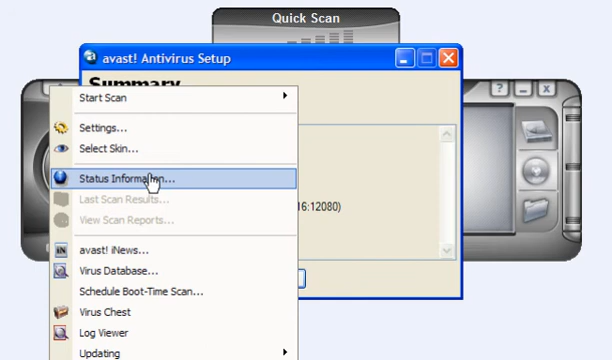 Quick Scan
avast! Antivirus Setup
Summary
Start Scan
Settings...
Select Skin...
Status Information...
Last Scan Results...
View Scan Reports...
16:12080)
avast! iNews...
Virus Database...
Schedule Boot-Time Scan...
Virus Chest
Log Viewer
Updating